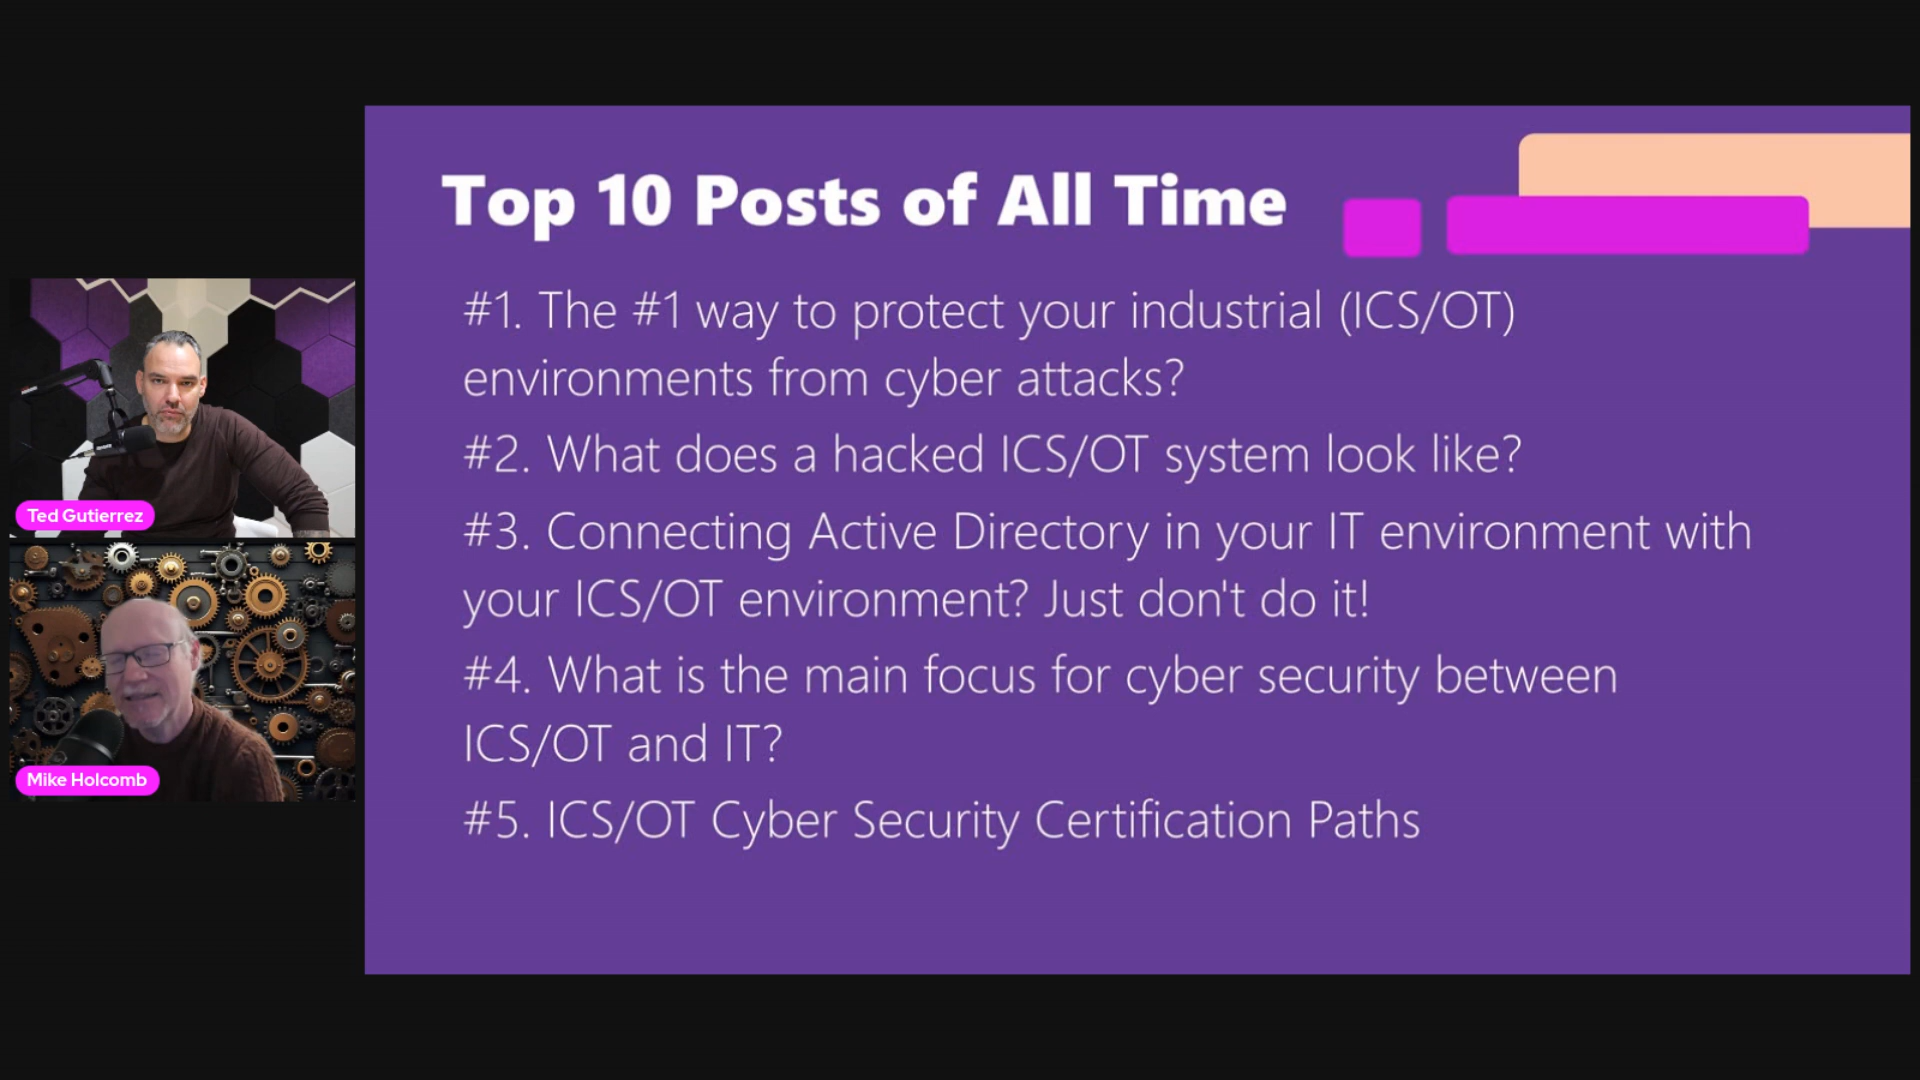 Top 10 Posts of All Time
#1. The #1 way to protect your industrial (ICS/OT)
environments from cyber attacks?
#2. What does a hacked ICS/OT system look like?
#3. Connecting Active Directory in your IT environment with
your ICS/OT environment? Just don't do it!
#4. What is the main focus for cyber security between
ICS/OT and IT?
#5. ICS/OT Cyber Security Certification Paths
Ted Gutierrez
Mike Holcomb